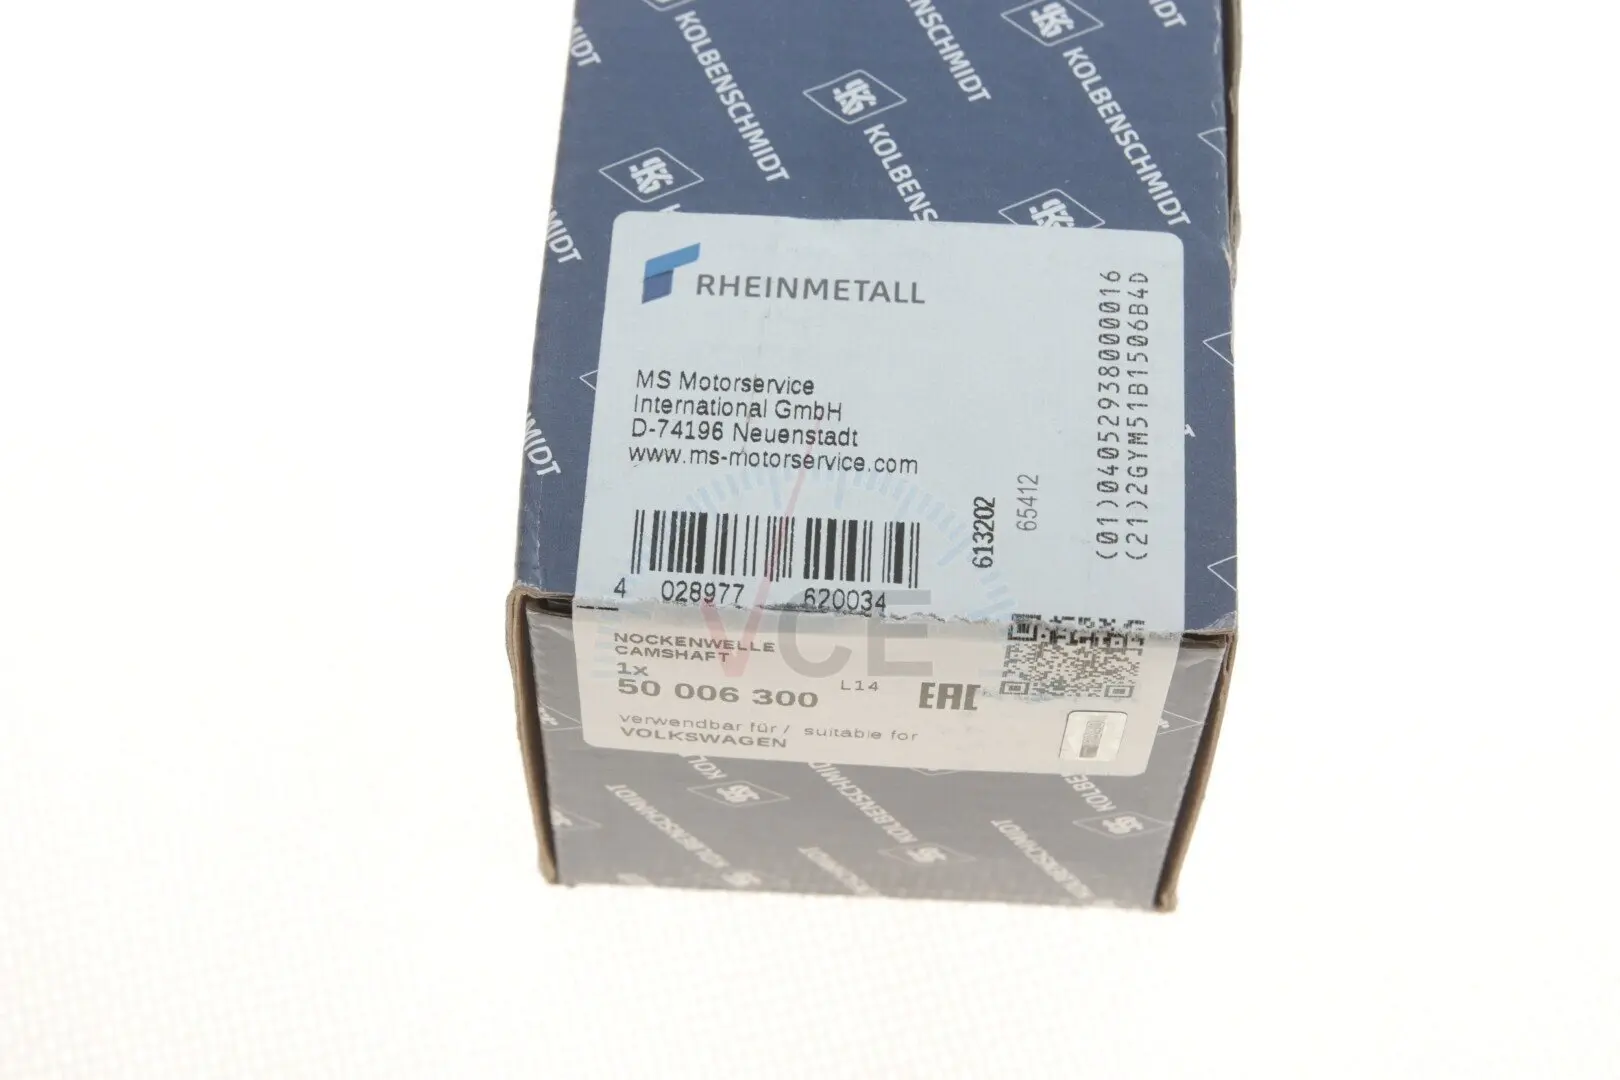 KOLBENSCHMIDT
KOLBENSCHMIDT
KOLBENSCHMIDT
RHEINMETALL
MS Motorservice
International GmbH
D-74196 Neuenstadt
www.ms-motorservice.com
4 028977 620034
613202
65412
(01)04052938000016
(21)2GYM51B1506B4D
VCE
NOCKENWELLE
CAMSHAFT
1x
50 006 300
L14
EAC
verwendbar für / suitable for
VOLKSWAGEN
KOLBENSCHMIDT
KOLBENSCHMIDT
KOLBENSCHMIDT
KOLBENSCHMIDT